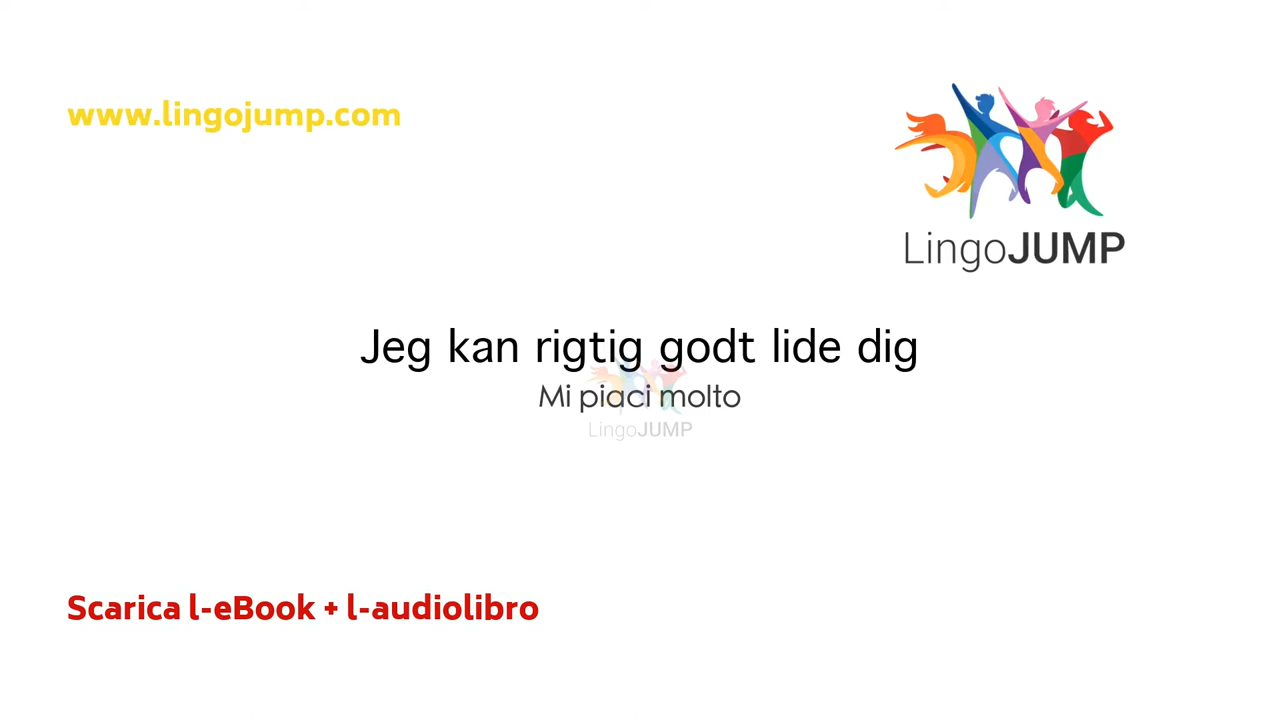 www.lingojump.com
LingoJUMP
Jeg kan rigtig godt lide dig
Mi piaci molto
LingoJUMP
Scarica l-eBook + l-audiolibro